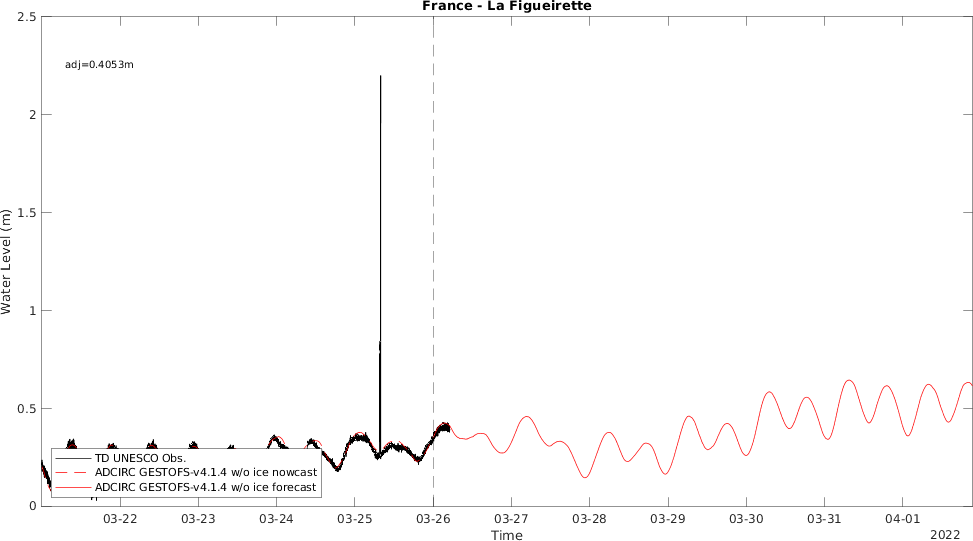 France - La Figueirette
adj=0.4053m
Water Level (m)
2.5
2
1.5
1
0.5
0
TD UNESCO Obs.
ADCIRC GESTOFS-v4.1.4 w/o ice nowcast
ADCIRC GESTOFS-v4.1.4 w/o ice forecast
03-22 03-23 03-24 03-25 03-26 03-27 03-28 03-29 03-30 03-31 04-01
Time
2022